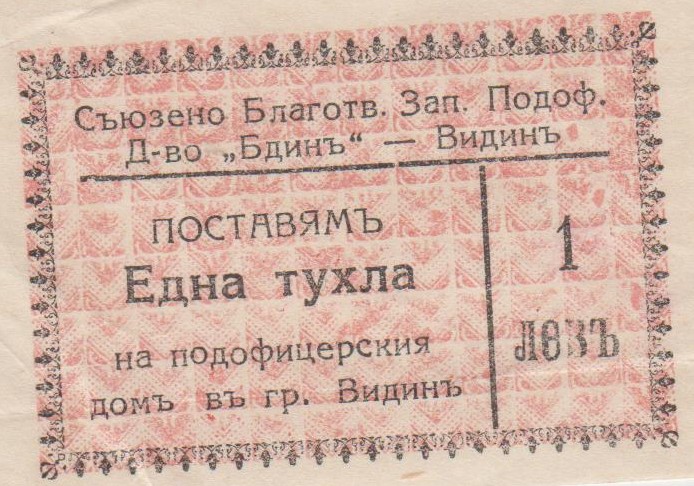 Съюзено Благотв. Зап. Подоф.
Д-во „Бдинъ“ — Видинъ
ПОСТАВЯМЪ
Една тухла
на подофицерския
домъ въ гр. Видинъ
1
ЛЕВЪ